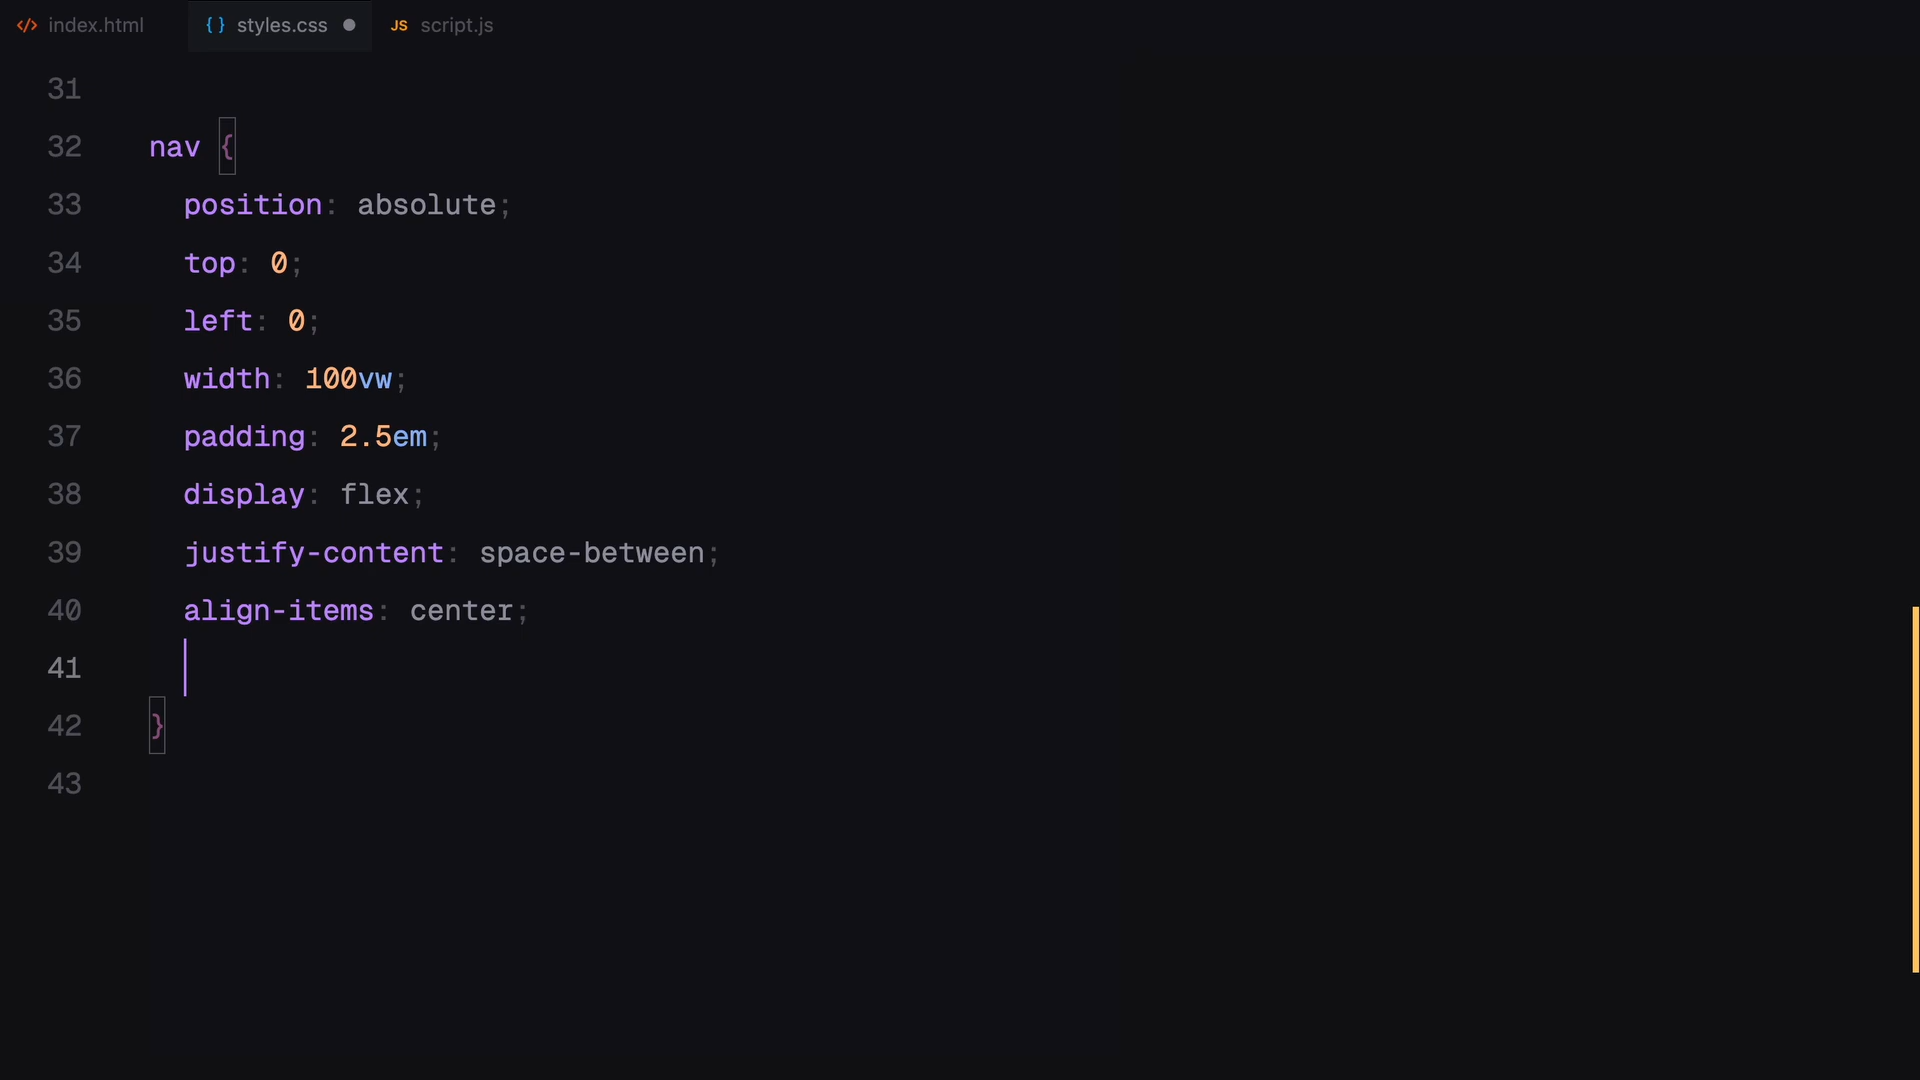 </> index.html {} styles.css ● JS script.js
31
32 nav {
33 position: absolute;
34 top: 0;
35 left: 0;
36 width: 100vw;
37 padding: 2.5em;
38 display: flex;
39 justify-content: space-between;
40 align-items: center;
41
42 }
43